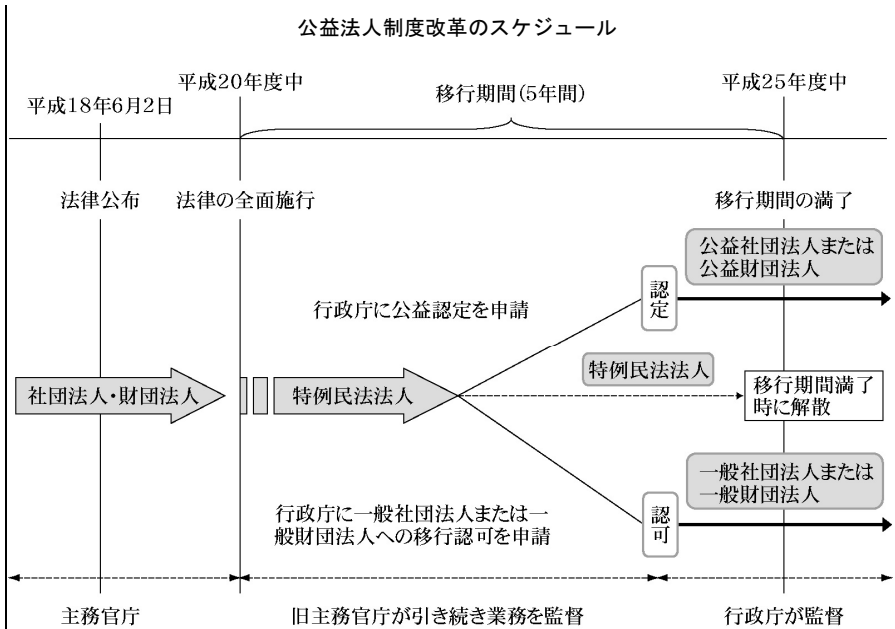 公益法人制度改革のスケジュール
平成18年6月2日
平成20年度中
移行期間(5年間)
平成25年度中
法律公布
法律の全面施行
移行期間の満了
公益社団法人または
公益財団法人
認定
行政庁に公益認定を申請
社団法人・財団法人
特例民法法人
特例民法法人
移行期間満了
時に解散
一般社団法人または
一般財団法人
認可
行政庁に一般社団法人または一
般財団法人への移行認可を申請
主務官庁
旧主務官庁が引き続き業務を監督
行政庁が監督